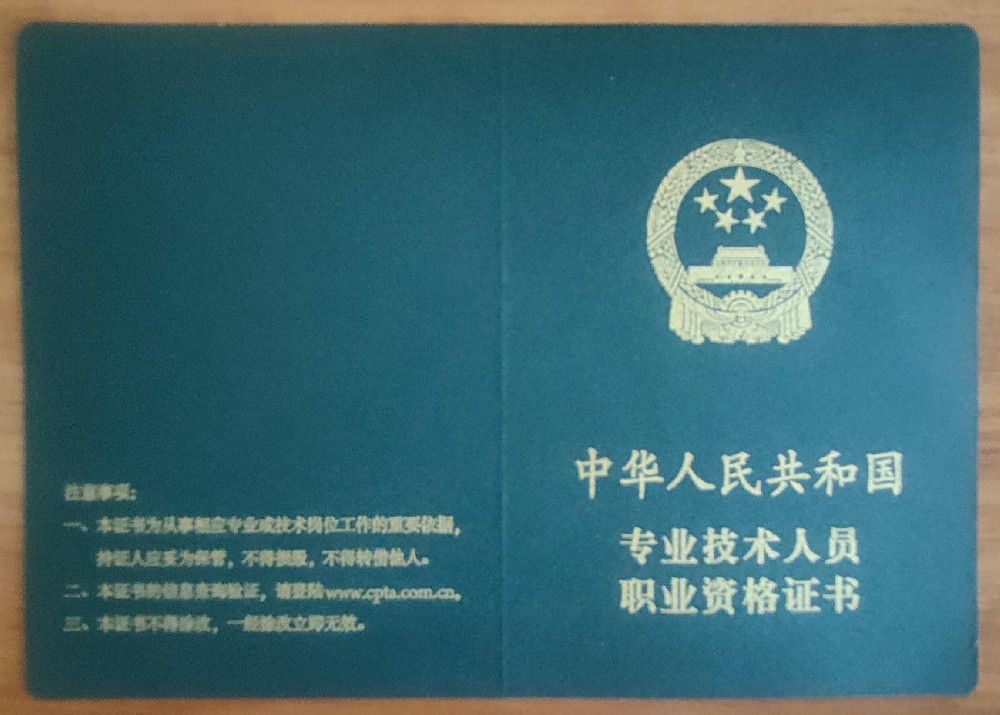 注意事项：
一、本证书为从事相应专业或技术岗位工作的重要依据，
持证人应妥为保管，不得损毁，不得转借他人。
二、本证书的信息查询验证，请登陆www.cpta.com.cn。
三、本证书不得涂改，一经涂改立即无效。
中华人民共和国
专业技术人员
职业资格证书